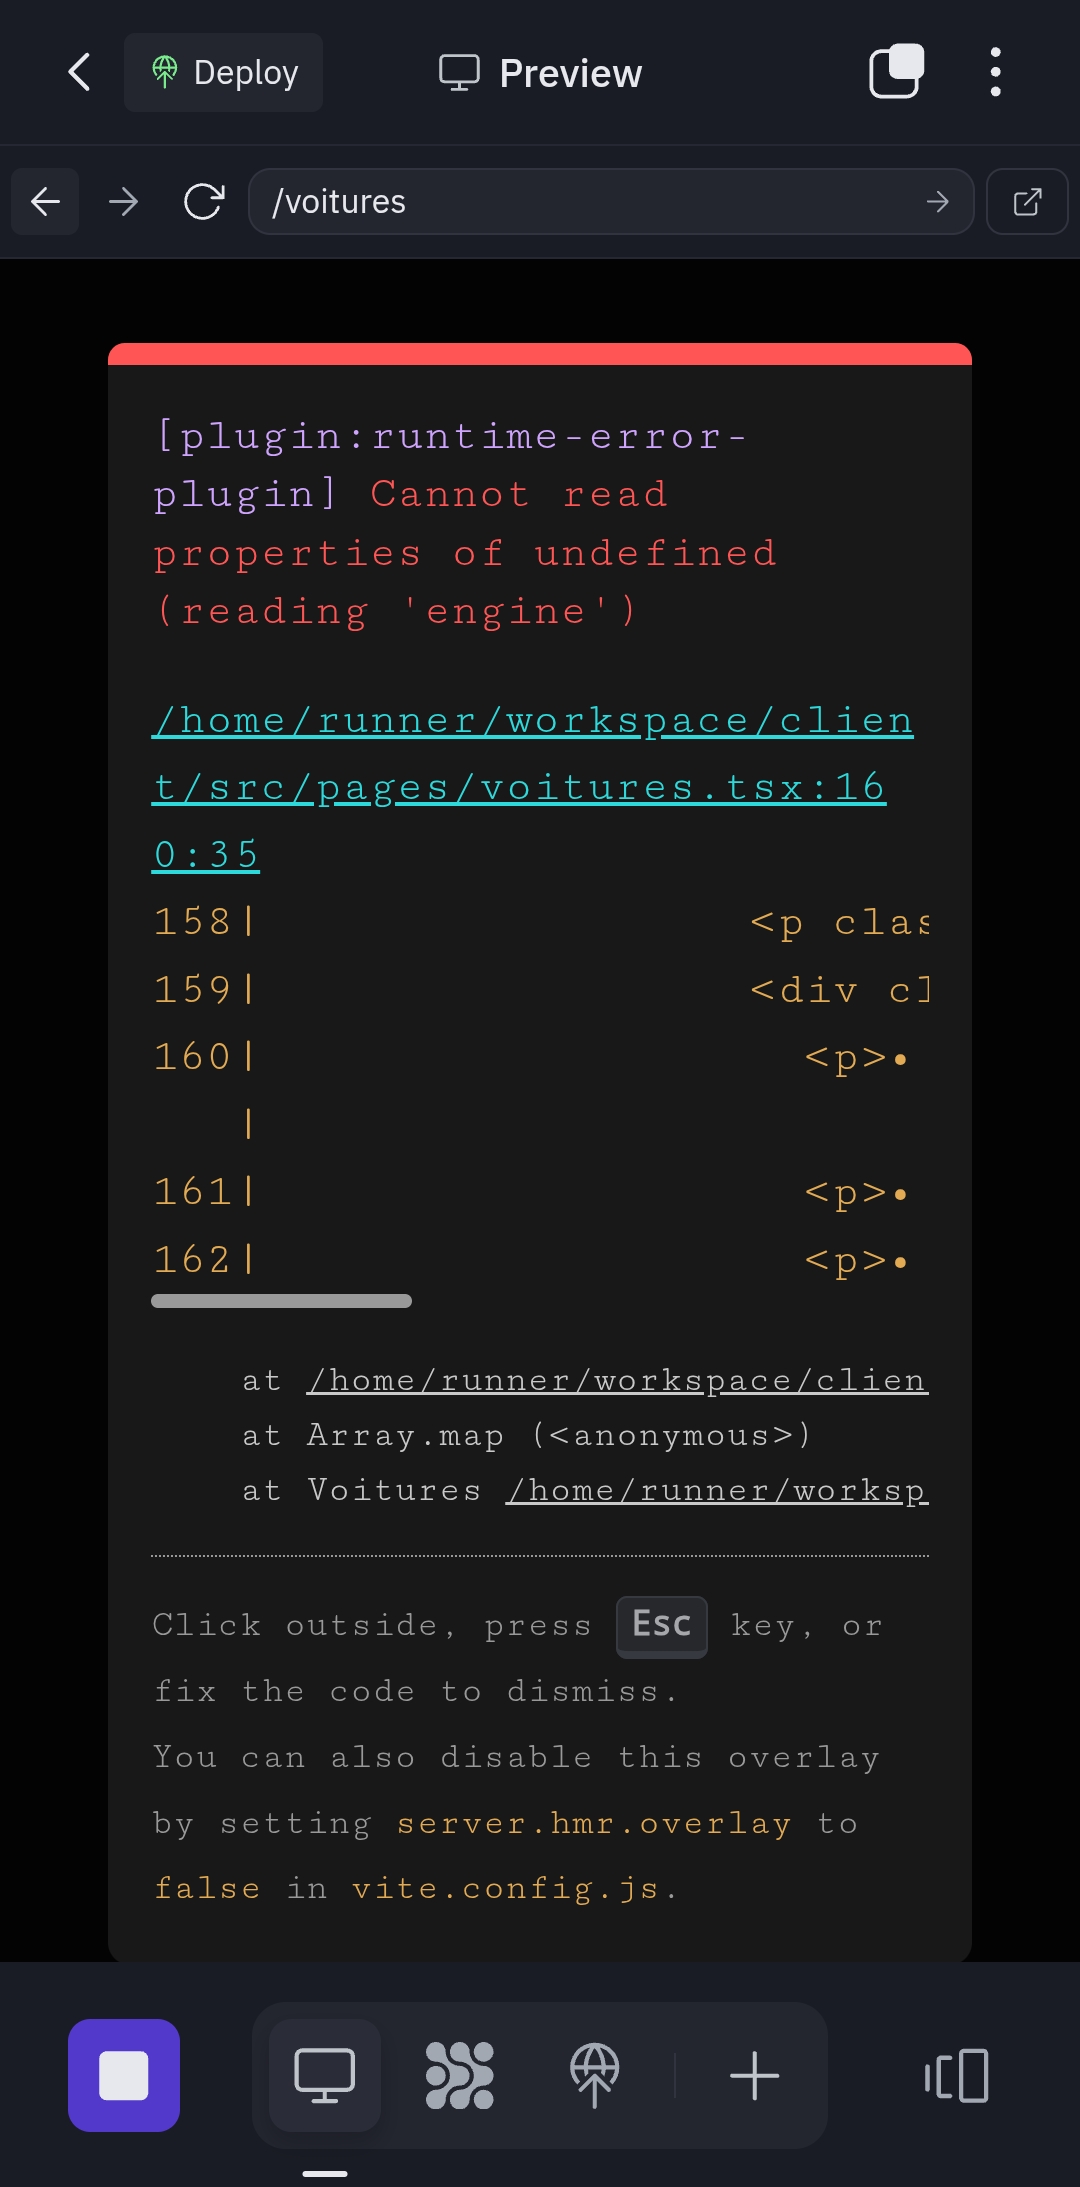 Deploy
Preview
/voitures
[plugin:runtime-error-
plugin] Cannot read
properties of undefined
(reading 'engine')
/home/runner/workspace/clien
t/src/pages/voitures.tsx:16
0:35
158| <p clas
159| <div cl
160| <p>•
|
161| <p>•
162| <p>•
at /home/runner/workspace/clien
at Array.map (<anonymous>)
at Voitures /home/runner/worksp
Click outside, press Esc key, or
fix the code to dismiss.
You can also disable this overlay
by setting server.hmr.overlay to
false in vite.config.js.